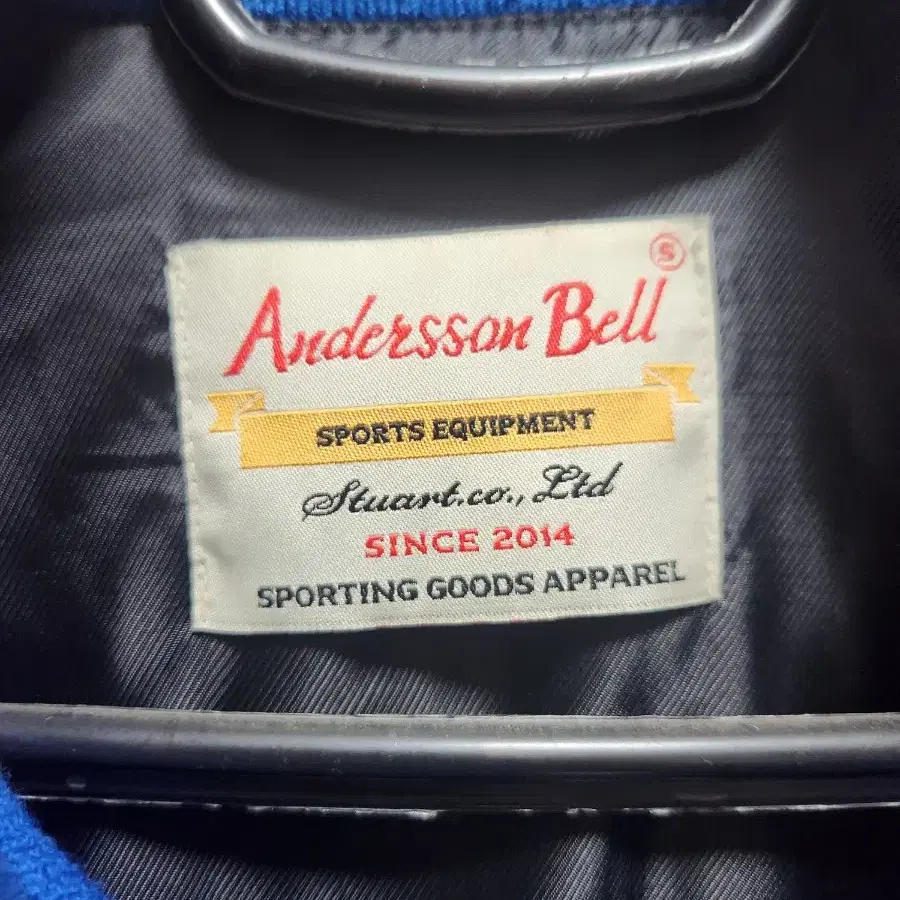 Ⓢ
Andersson Bell
SPORTS EQUIPMENT
Stuart.co., Ltd
SINCE 2014
SPORTING GOODS APPAREL